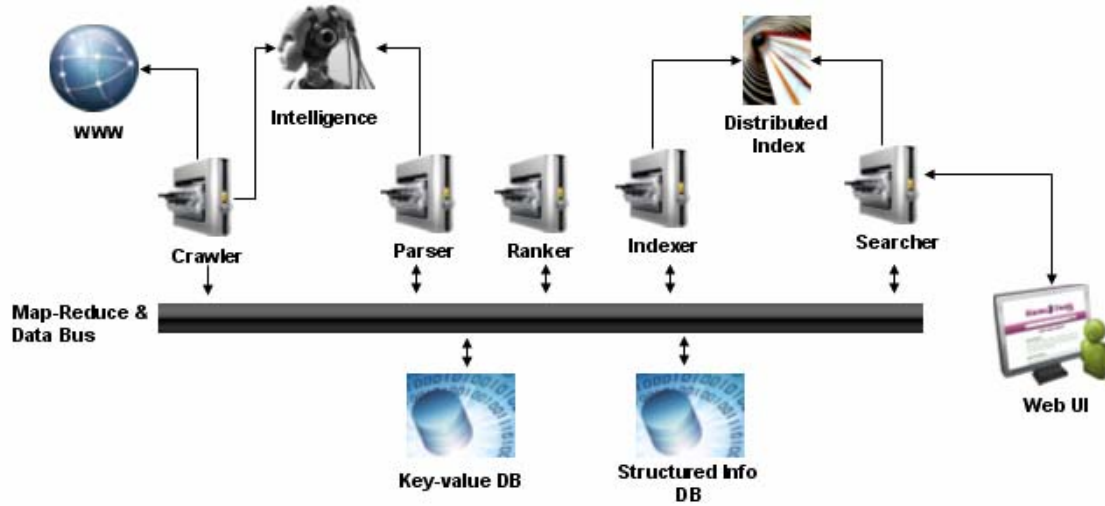 WWW
Intelligence
Distributed
Index
Crawler
Parser
Ranker
Indexer
Searcher
Map-Reduce &
Data Bus
Web UI
Key-value DB
Structured Info
DB